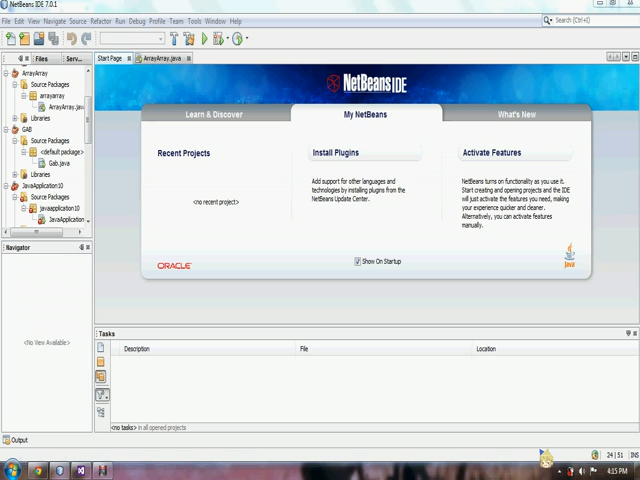 NetBeans IDE 7.0.1
File Edit View Navigate Source Refactor Run Debug Profile Team Tools Window Help
Search (Ctrl+I)
Files Serv...
Start Page ArrayArray.java
ArrayArray
Source Packages
arrayarray
ArrayArray.jav
Libraries
GAB
Source Packages
<default package>
Gab.java
Libraries
JavaApplication10
Source Packages
javaapplication10
JavaApplication
NetBeans IDE
Learn & Discover My NetBeans What's New
Recent Projects
<no recent project>
Install Plugins
Add support for other languages and
technologies by installing plugins from the
NetBeans Update Center.
Activate Features
NetBeans turns on functionality as you use it.
Start creating and opening projects and the IDE
will just activate the features you need, making
your experience quicker and cleaner.
Alternatively, you can activate features
manually.
ORACLE
Show On Startup
Java
Navigator
<No View Available>
Tasks
Description File Location
<no tasks> in all opened projects
Output
24 | 51 INS
4:15 PM